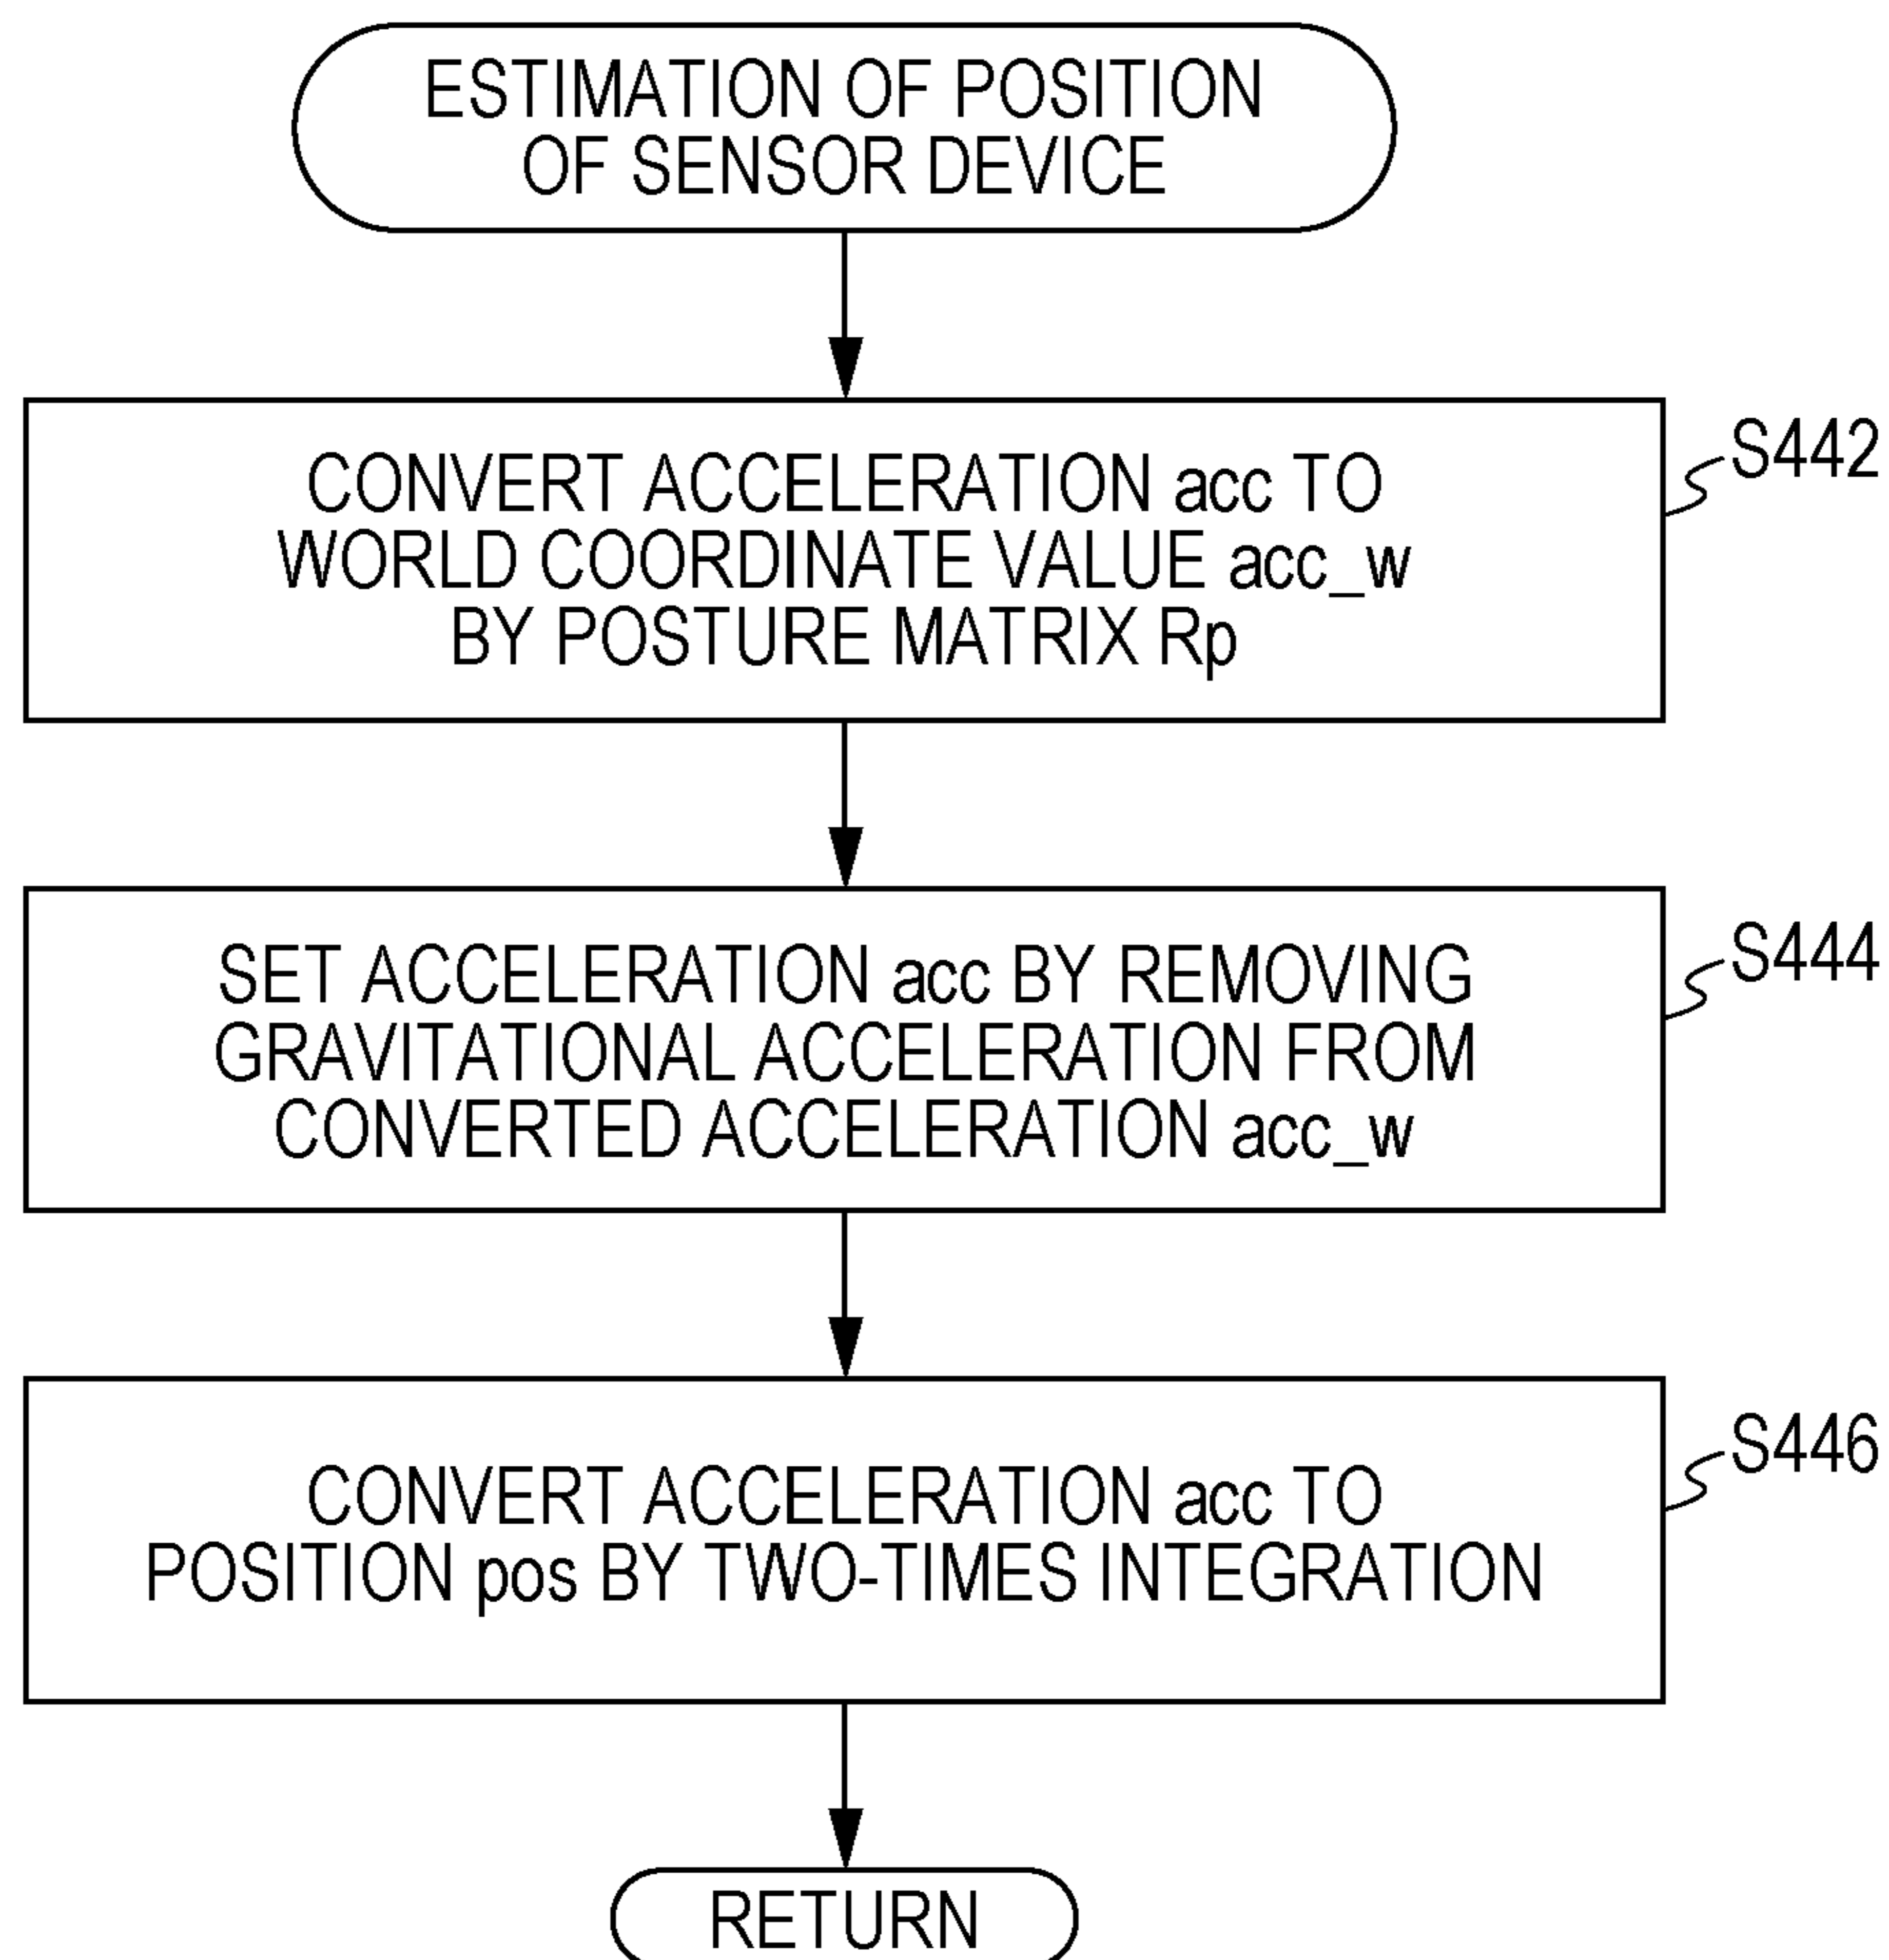 ESTIMATION OF POSITION
OF SENSOR DEVICE
CONVERT ACCELERATION acc TO
WORLD COORDINATE VALUE acc_w
BY POSTURE MATRIX Rp
S442
SET ACCELERATION acc BY REMOVING
GRAVITATIONAL ACCELERATION FROM
CONVERTED ACCELERATION acc_w
S444
CONVERT ACCELERATION acc TO
POSITION pos BY TWO-TIMES INTEGRATION
S446
RETURN